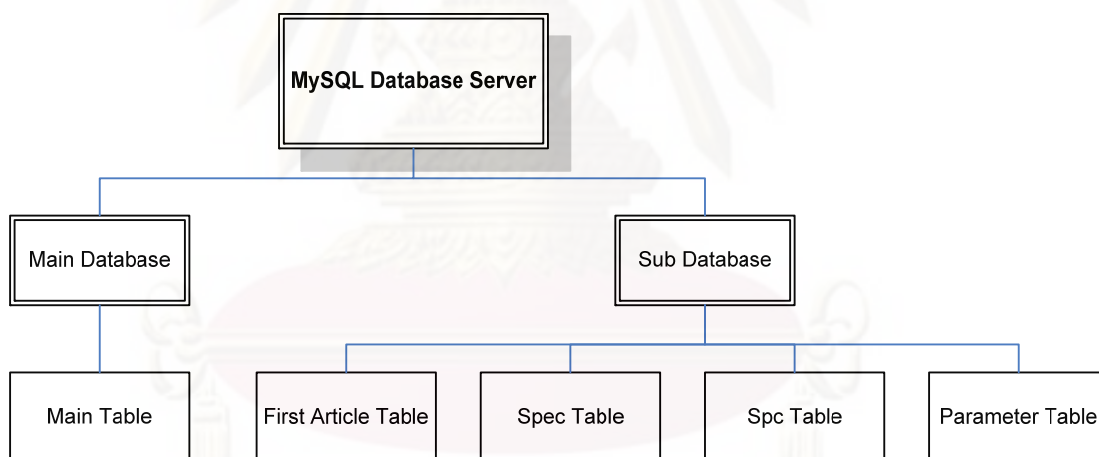 MySQL Database Server
Main Database
Sub Database
Main Table
First Article Table
Spec Table
Spc Table
Parameter Table